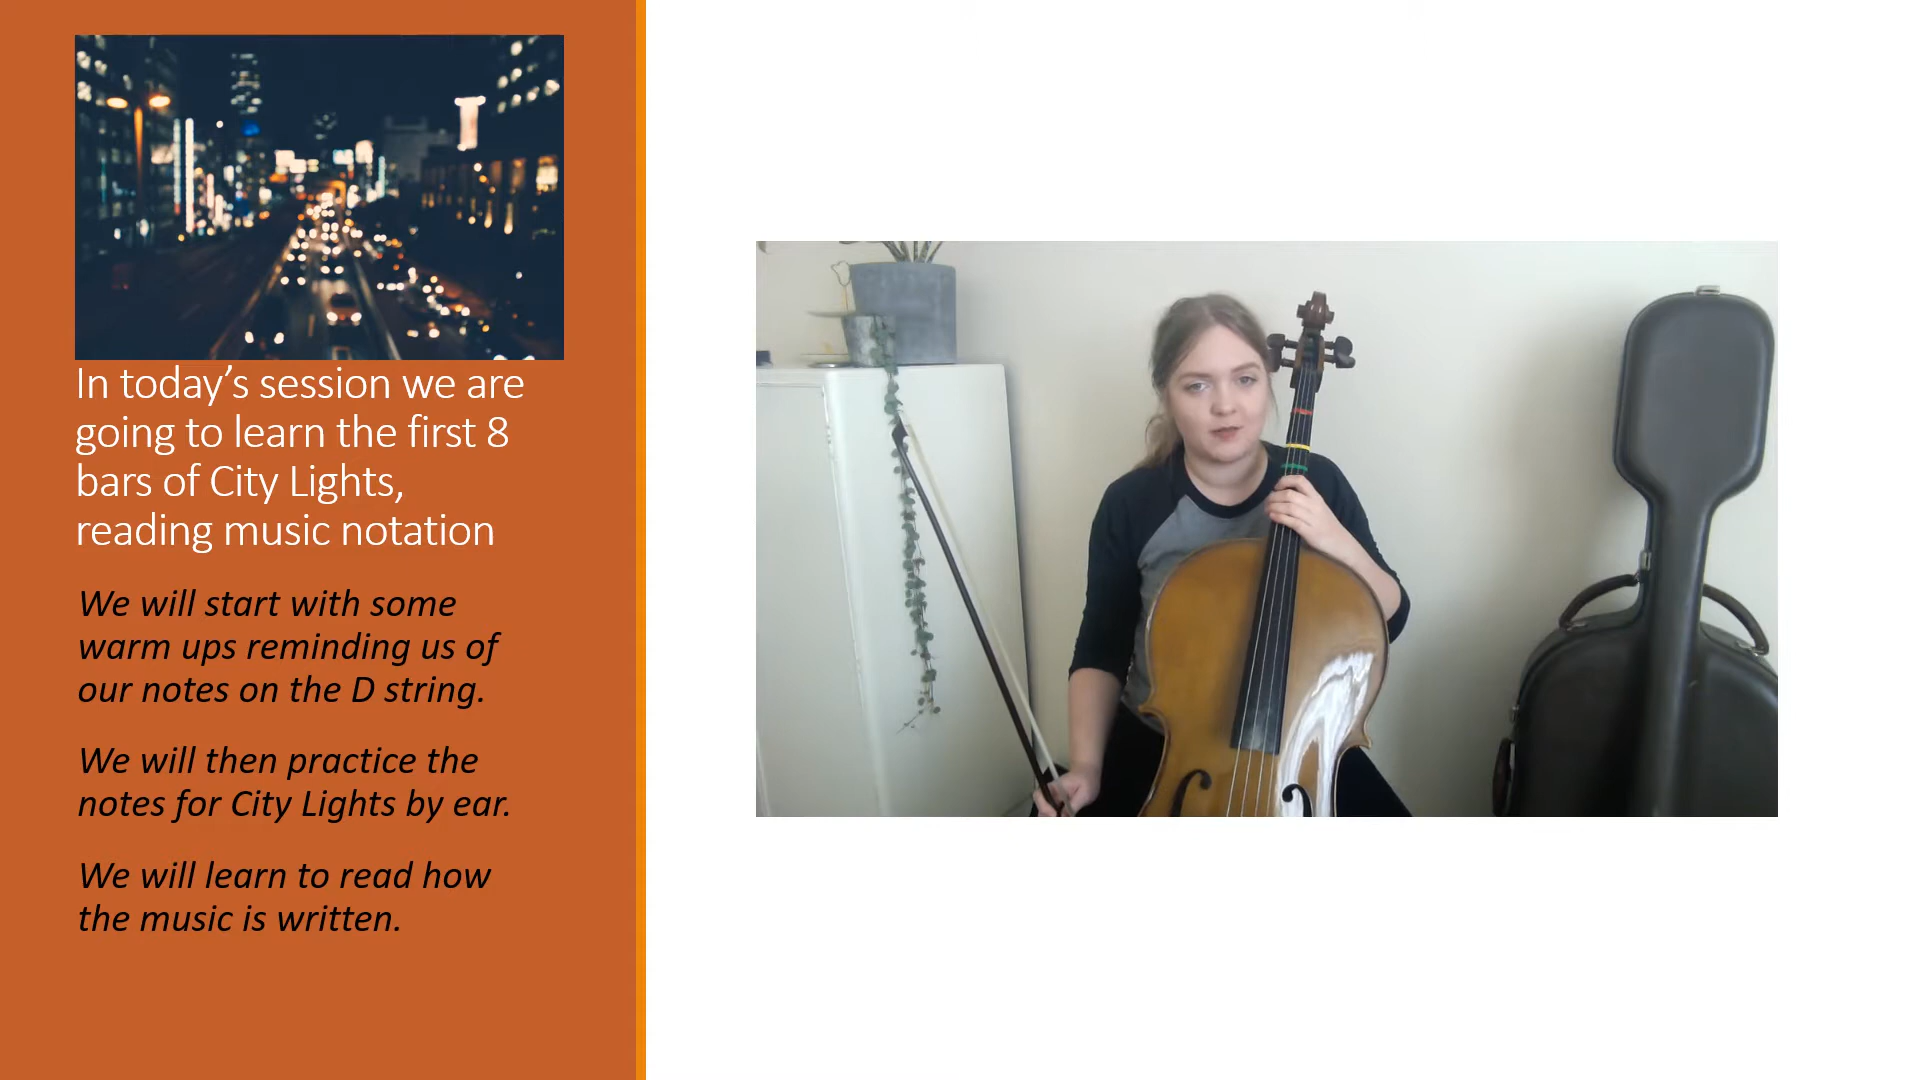 In today’s session we are
going to learn the first 8
bars of City Lights,
reading music notation
We will start with some
warm ups reminding us of
our notes on the D string.
We will then practice the
notes for City Lights by ear.
We will learn to read how
the music is written.